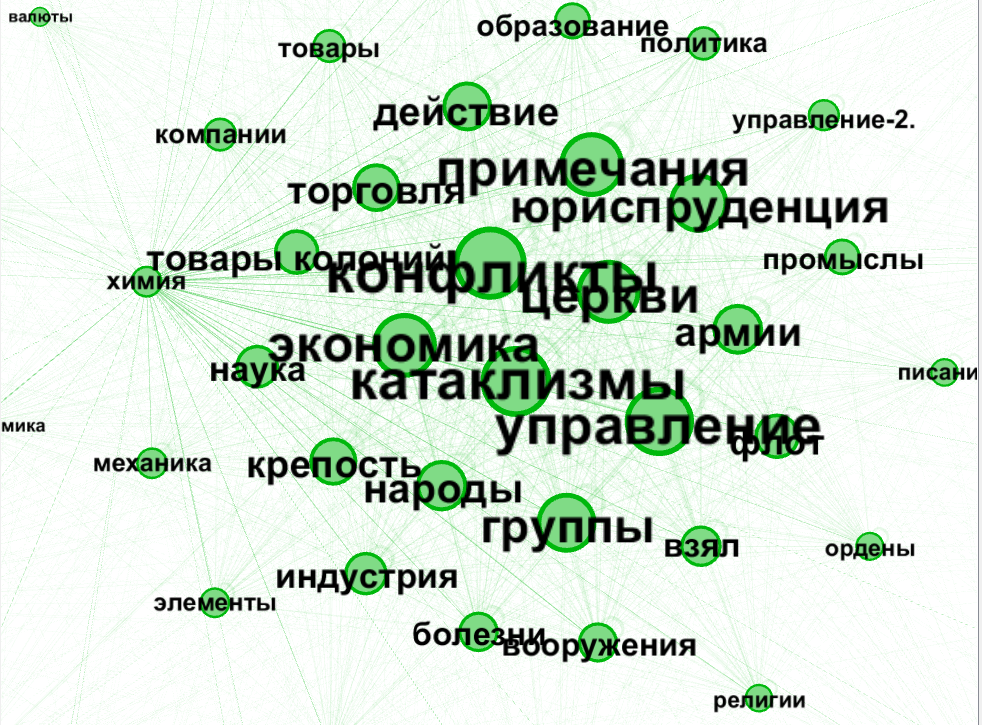 валюты
образование
товары
политика
действие
управление-2.
компании
примечания
торговля
юриспруденция
товары колоний
промыслы
химия
конфликты
Церкви
армии
экономика
наука
катаклизмы
писани
мика
управление
флот
механика
крепость
народы
группы
взял
ордены
индустрия
элементы
болезни
вооружения
религии